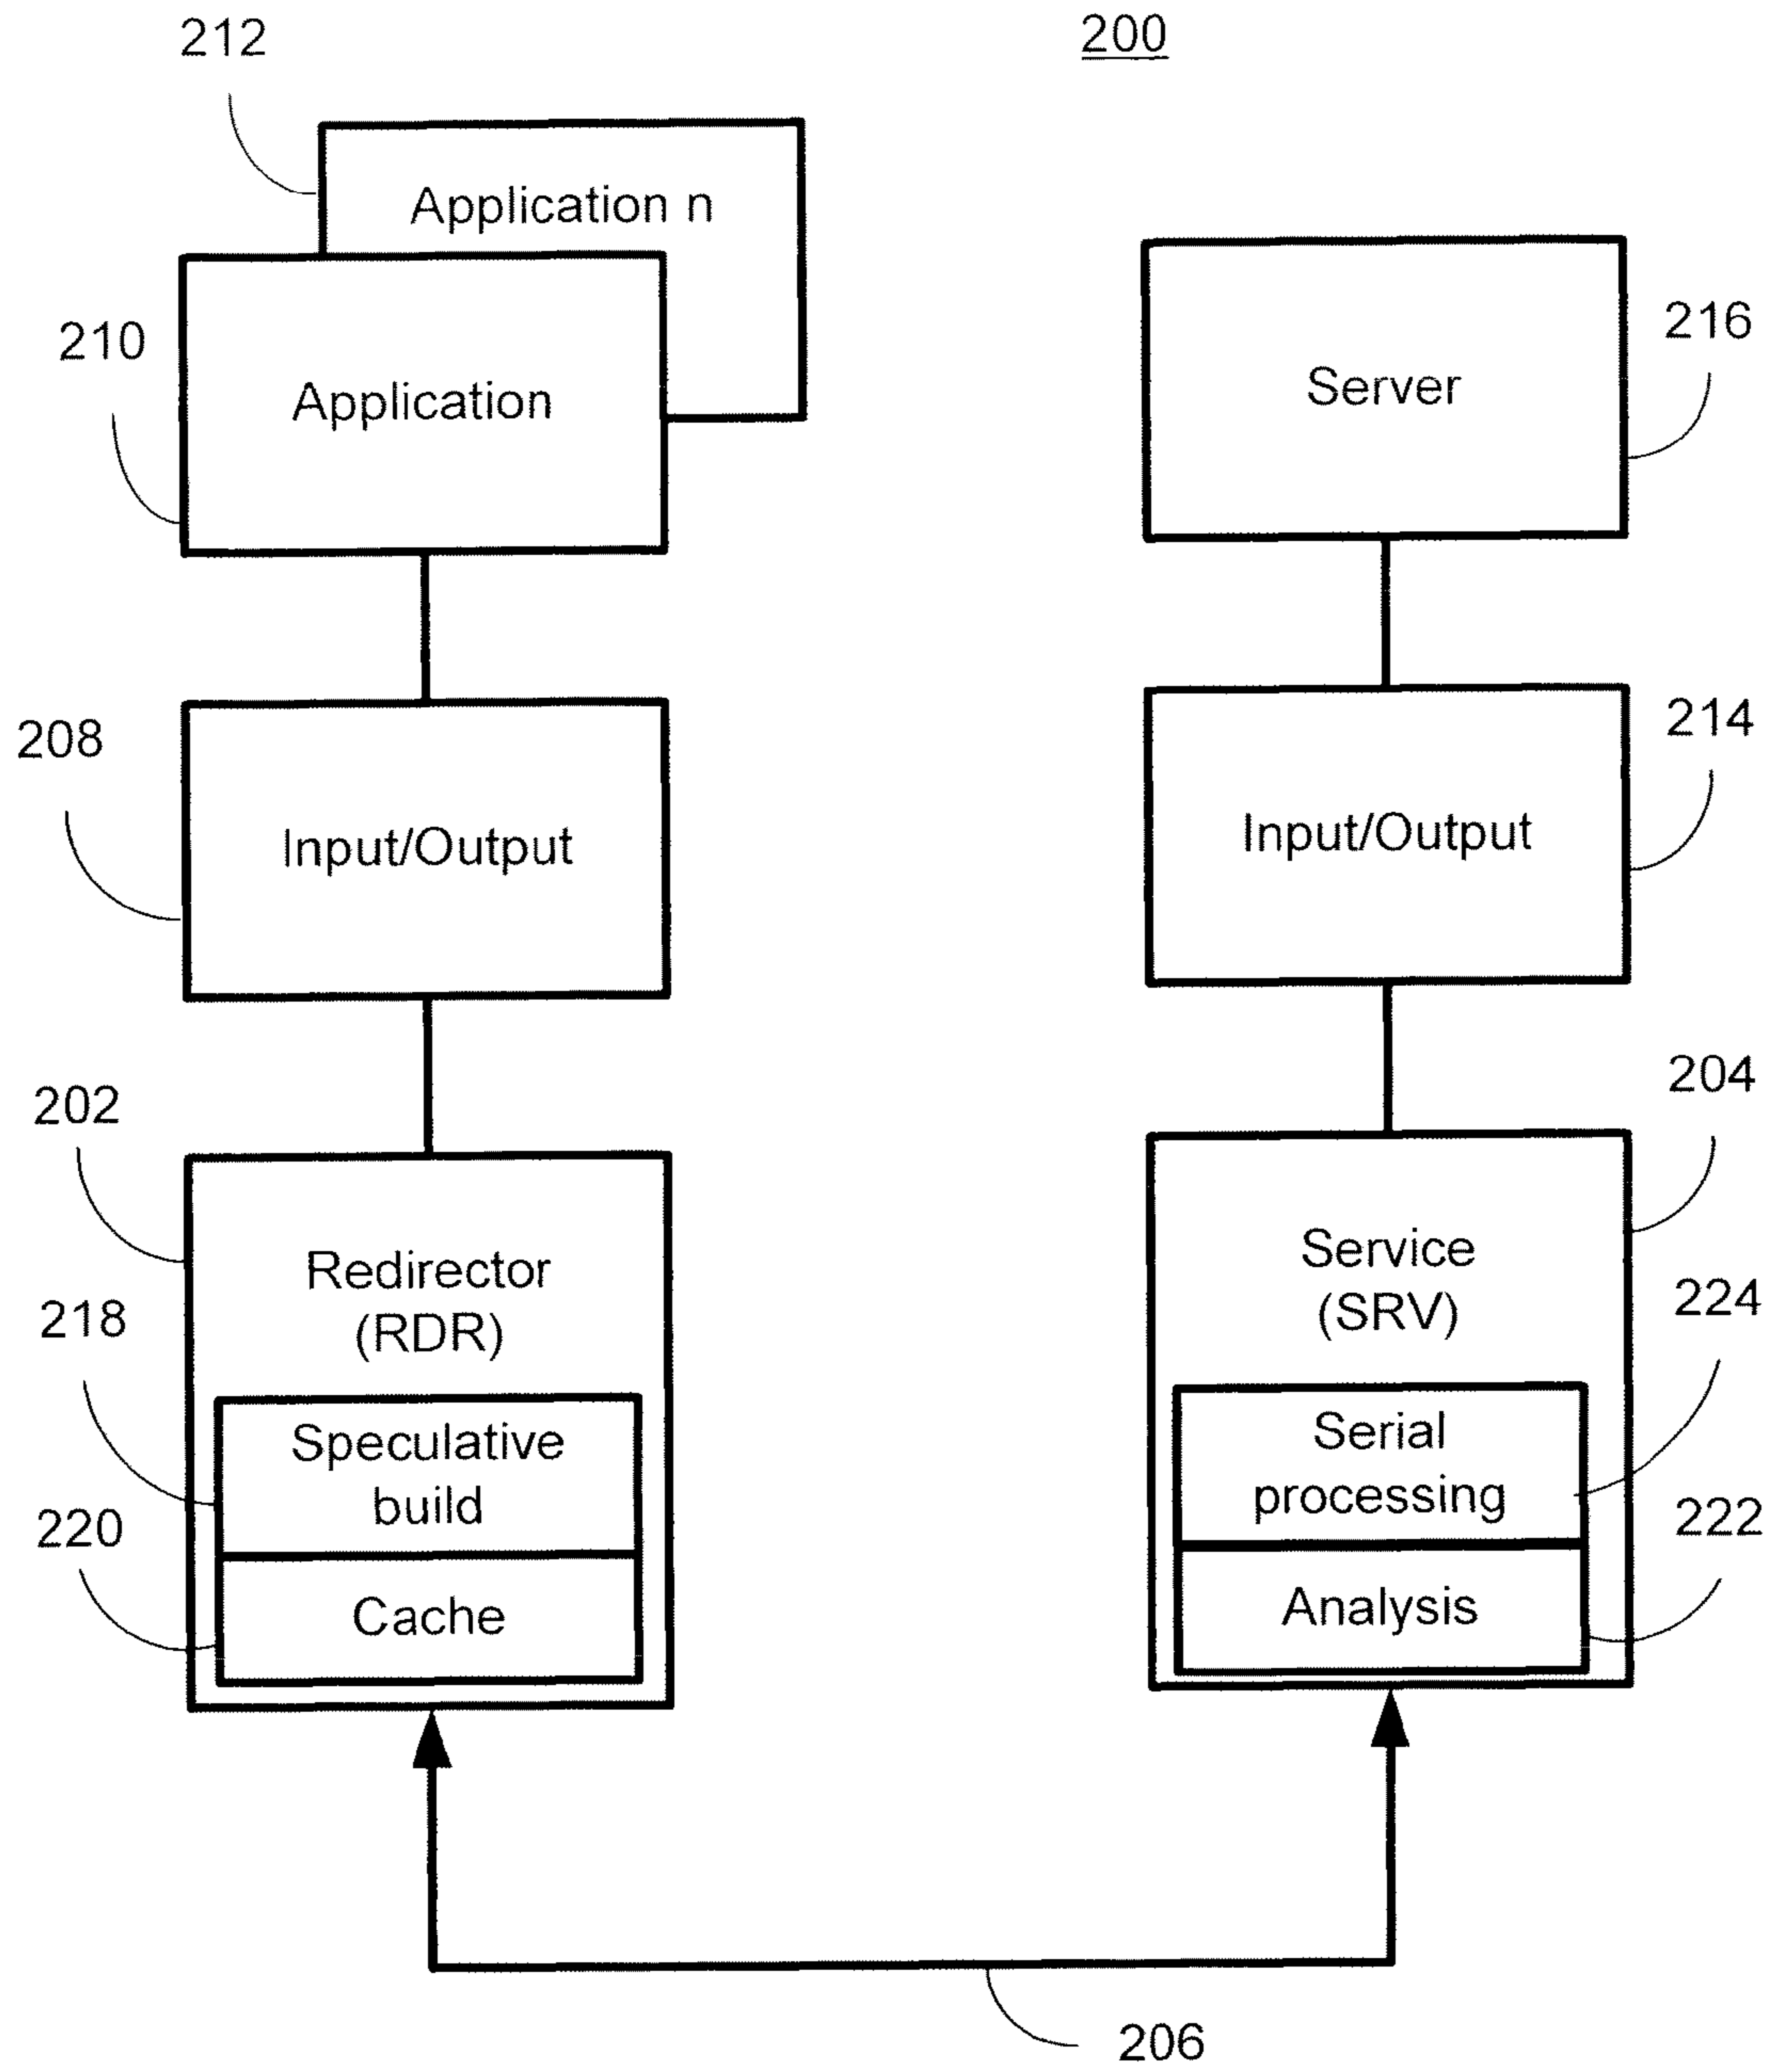 212
200
Application n
210
Application
216
Server
208
Input/Output
214
Input/Output
202
Redirector
(RDR)
218
Speculative
build
220
Cache
204
Service
(SRV)
224
Serial
processing
222
Analysis
206